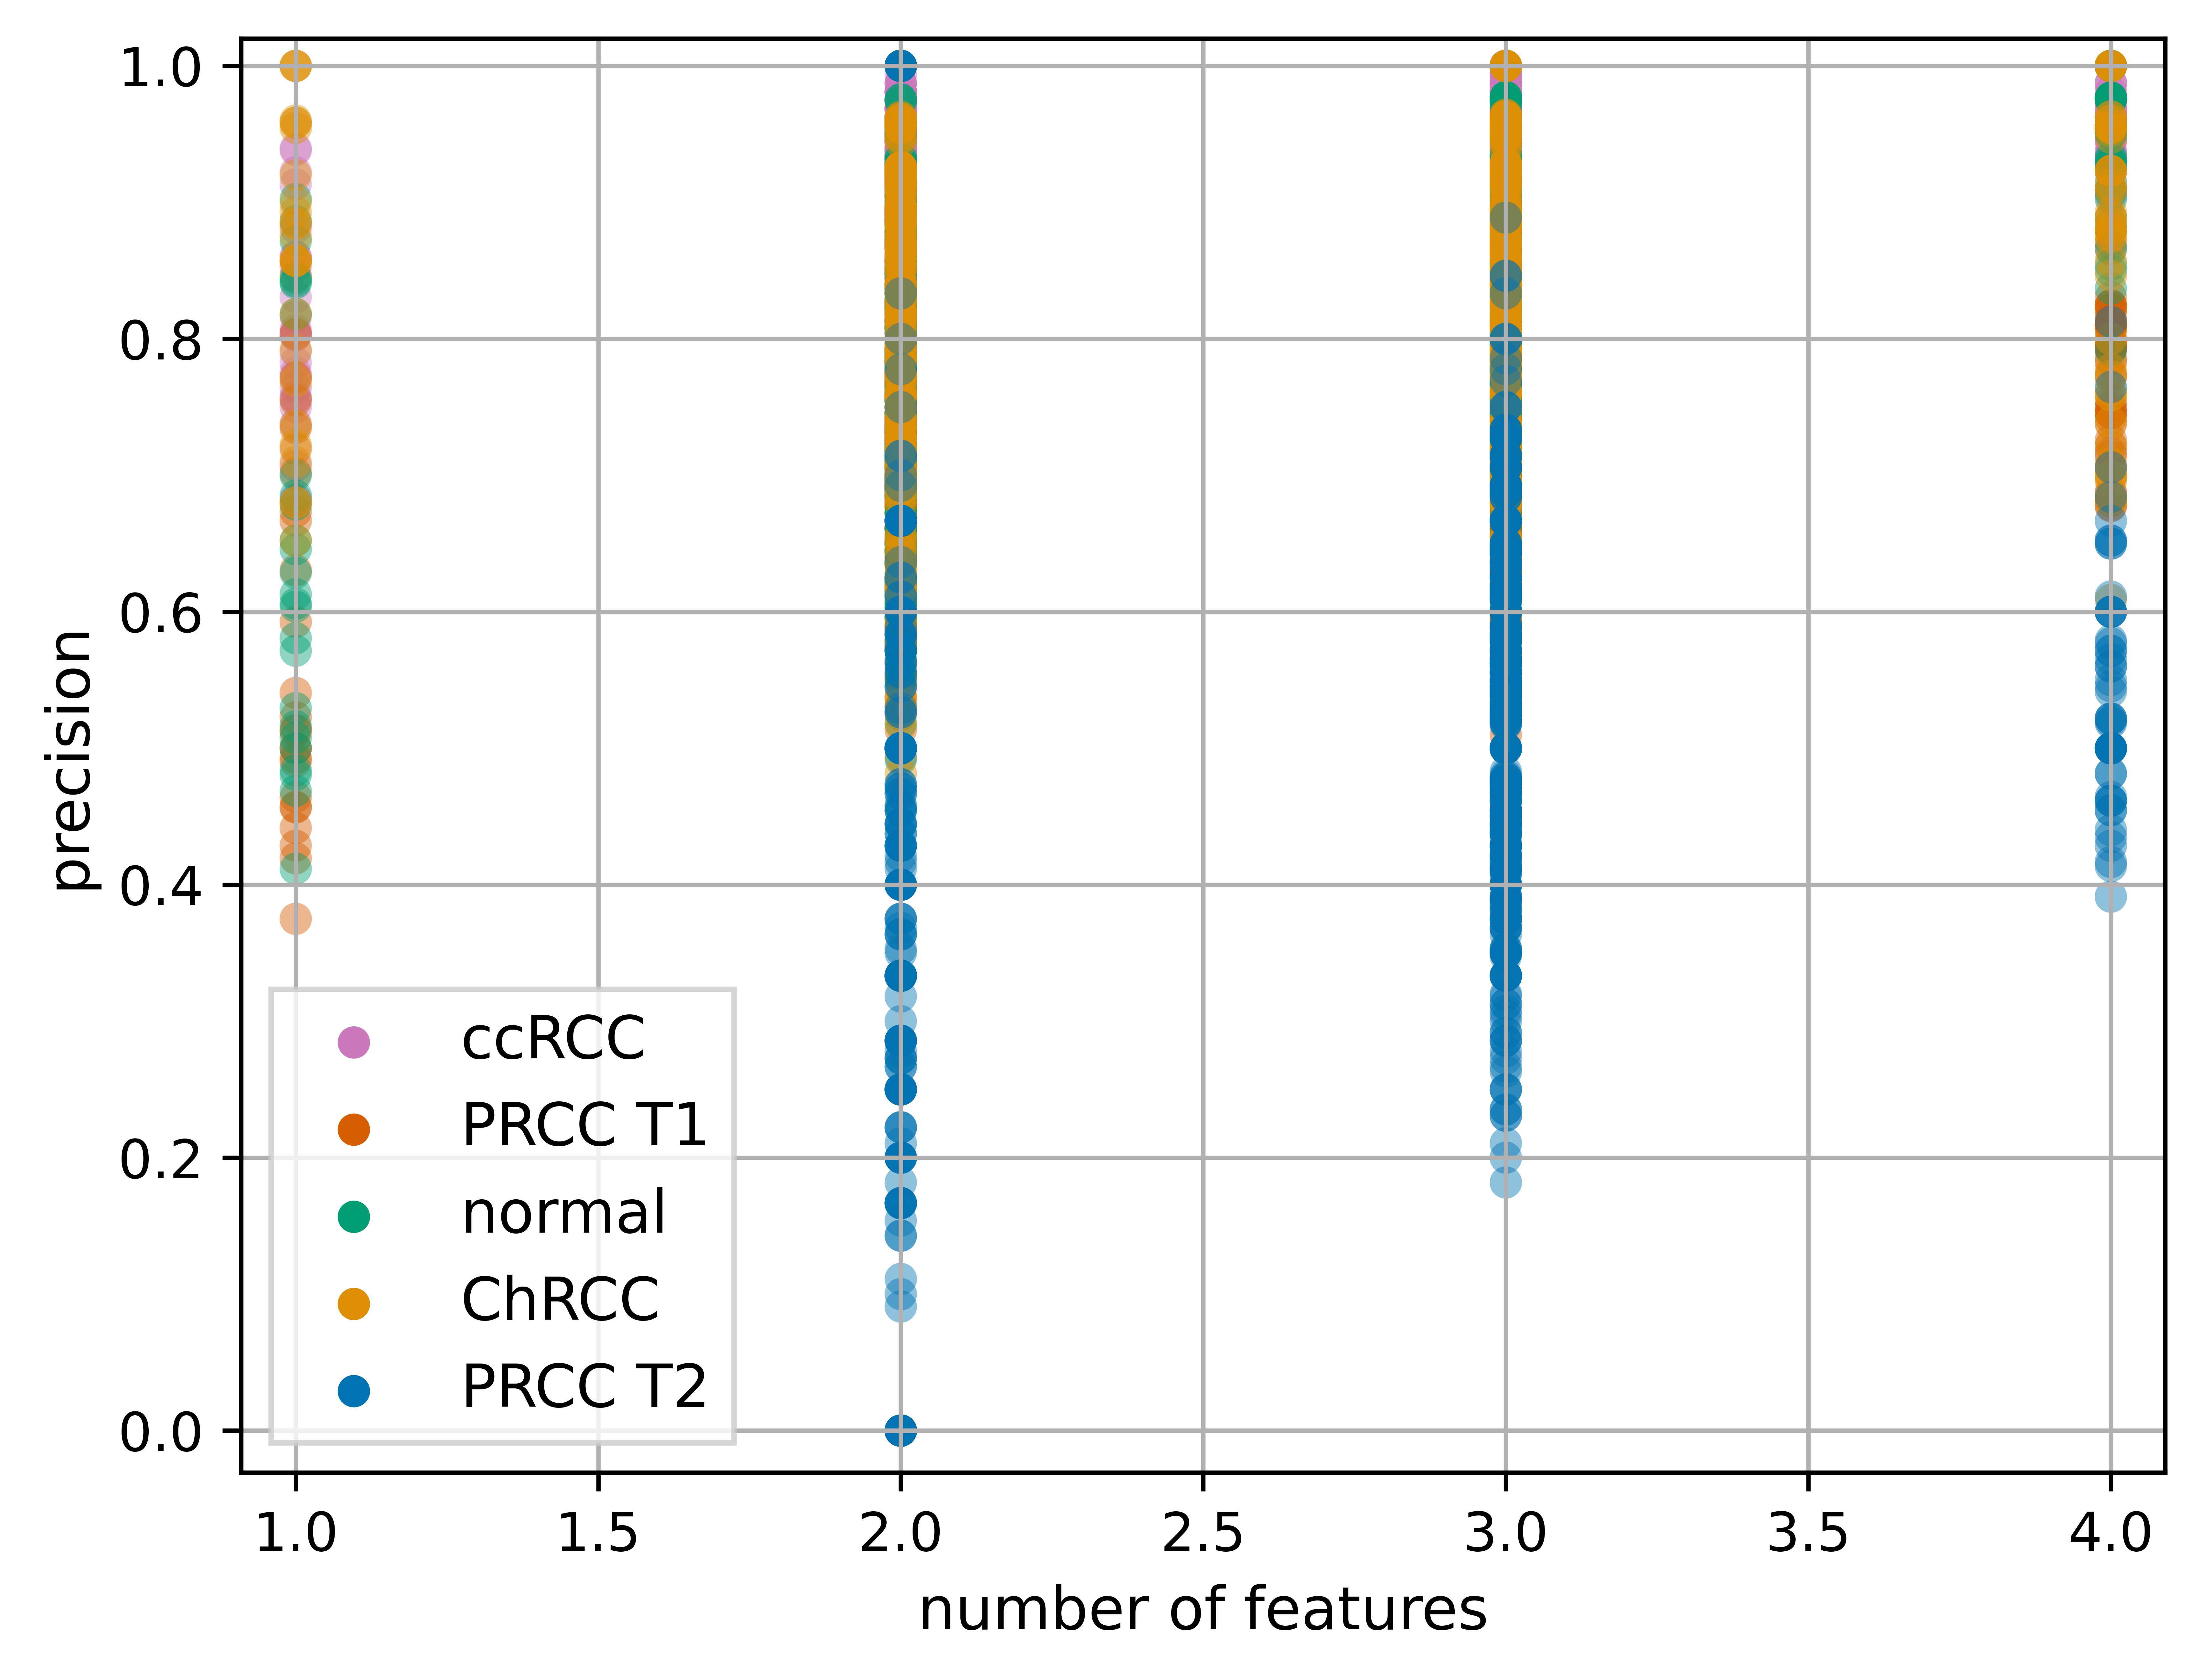 precision
1.0
0.8
0.6
0.4
0.2
0.0
ccRCC
PRCC T1
normal
ChRCC
PRCC T2
1.0 1.5 2.0 2.5 3.0 3.5 4.0
number of features